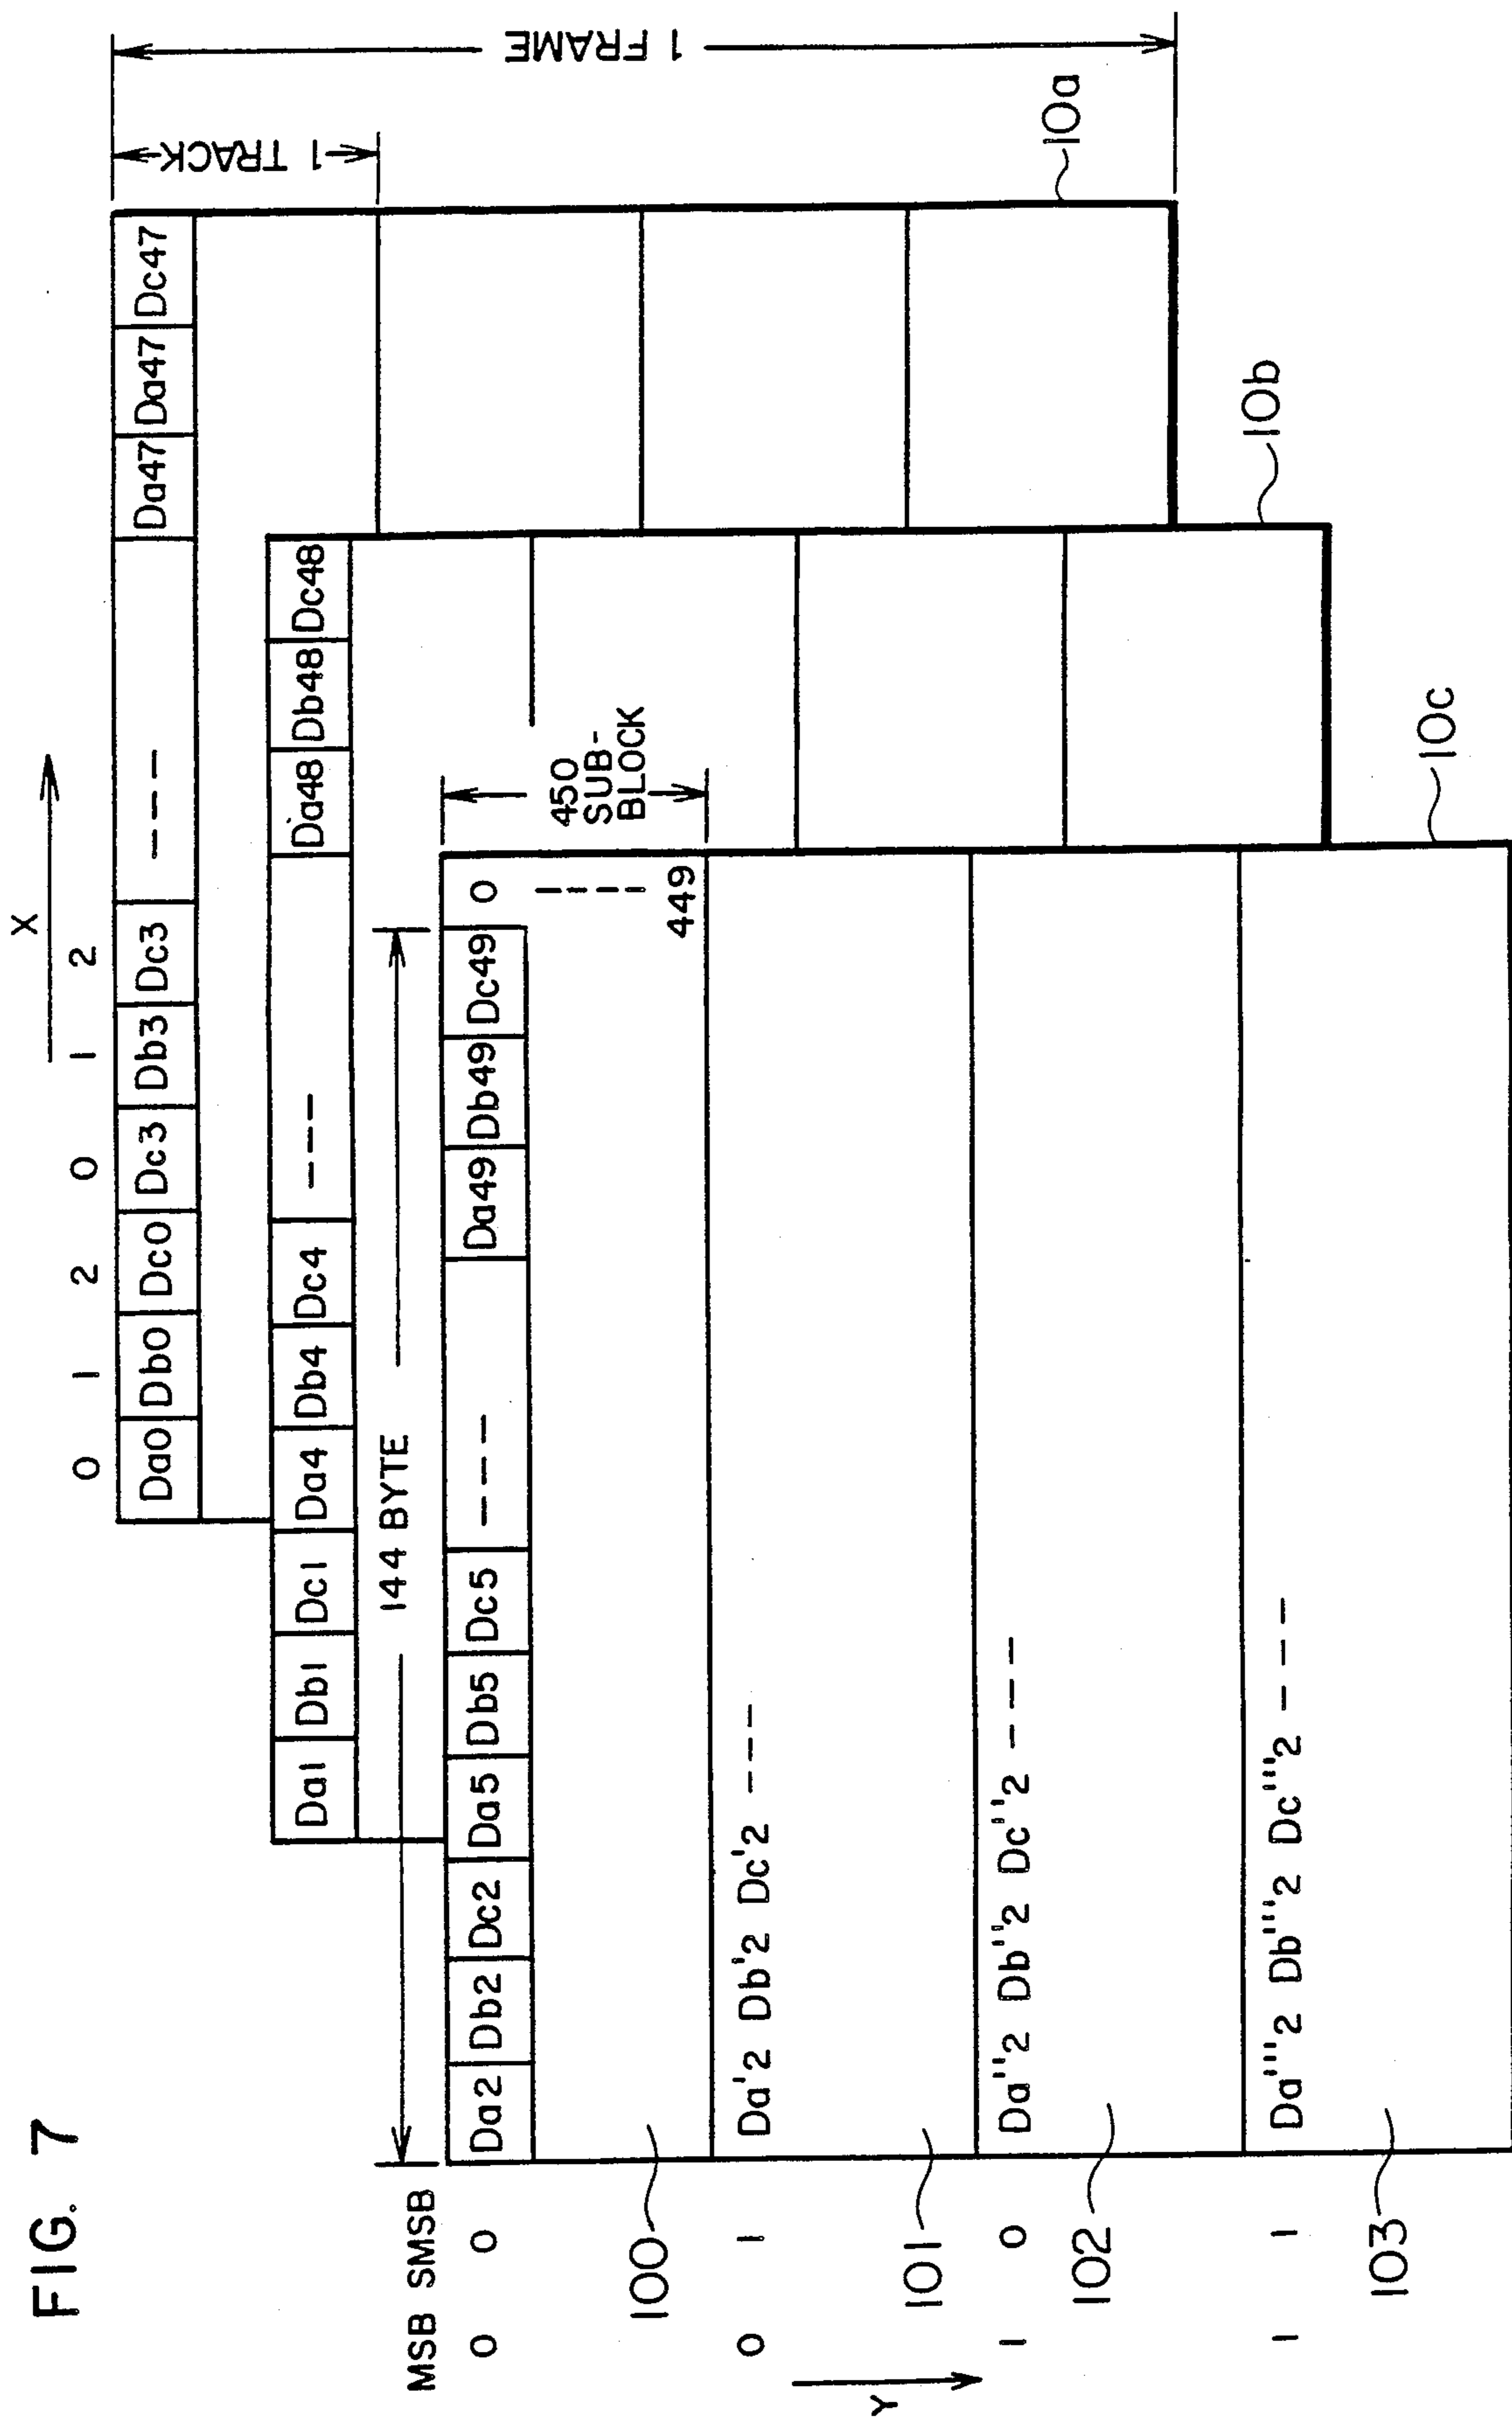 FIG. 7
X
0 1 2 0 1 2
Da0 Db0 Dc0 Dc3 Db3 Dc3 --- Da47 Da47 Dc47
1 TRACK
1 FRAME
Da1 Db1 Dc1 Da4 Db4 Dc4 --- Da48 Db48 Dc48
144 BYTE
MSB SMSB
0 0
Da2 Db2 Dc2 Da5 Db5 Dc5 --- Da49 Db49 Dc49 0
450
SUB-
BLOCK
449
100
0 1
Da'2 Db'2 Dc'2 ---
101
Y
1 0
Da''2 Db''2 Dc''2 ---
102
1 1
Da'''2 Db'''2 Dc'''2 ---
103
10a
10b
10c